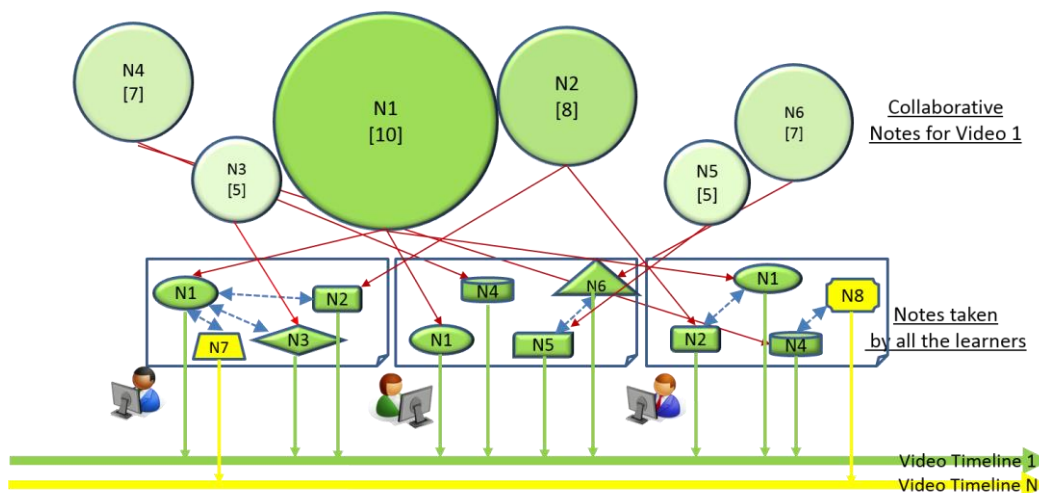 N4
[7]
N1
[10]
N2
[8]
N6
[7]
Collaborative
Notes for Video 1
N3
[5]
N5
[5]
N1
N2
N7
N3
N4
N6
N1
N5
N1
N8
N2
N4
Notes taken
by all the learners
Video Timeline 1
Video Timeline N